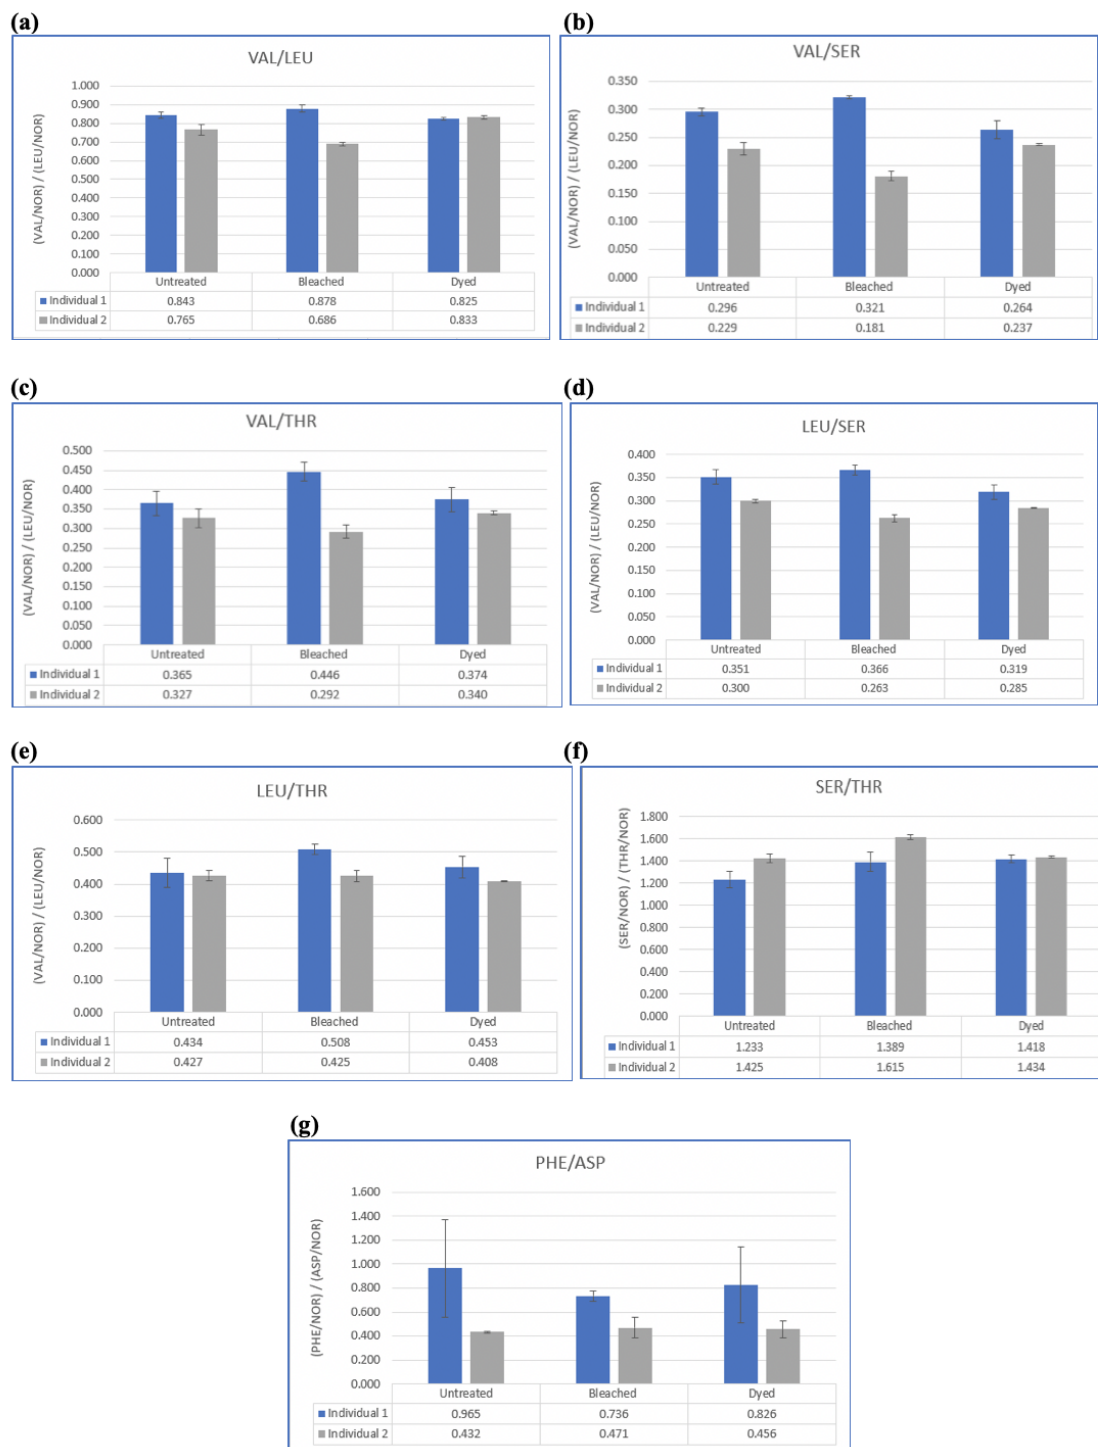 (a)
VAL/LEU
(VAL/NOR) / (LEU/NOR)
1.000
0.900
0.800
0.700
0.600
0.500
0.400
0.300
0.200
0.100
0.000
Untreated Bleached Dyed
Individual 1 0.843 0.878 0.825
Individual 2 0.765 0.686 0.833
(b)
VAL/SER
(VAL/NOR) / (LEU/NOR)
0.350
0.300
0.250
0.200
0.150
0.100
0.050
0.000
Untreated Bleached Dyed
Individual 1 0.296 0.321 0.264
Individual 2 0.229 0.181 0.237
(c)
VAL/THR
(VAL/NOR) / (LEU/NOR)
0.500
0.450
0.400
0.350
0.300
0.250
0.200
0.150
0.100
0.050
0.000
Untreated Bleached Dyed
Individual 1 0.365 0.446 0.374
Individual 2 0.327 0.292 0.340
(d)
LEU/SER
(VAL/NOR) / (LEU/NOR)
0.400
0.350
0.300
0.250
0.200
0.150
0.100
0.050
0.000
Untreated Bleached Dyed
Individual 1 0.351 0.366 0.319
Individual 2 0.300 0.263 0.285
(e)
LEU/THR
(VAL/NOR) / (LEU/NOR)
0.600
0.500
0.400
0.300
0.200
0.100
0.000
Untreated Bleached Dyed
Individual 1 0.434 0.508 0.453
Individual 2 0.427 0.425 0.408
(f)
SER/THR
(SER/NOR) / (THR/NOR)
1.800
1.600
1.400
1.200
1.000
0.800
0.600
0.400
0.200
0.000
Untreated Bleached Dyed
Individual 1 1.233 1.389 1.418
Individual 2 1.425 1.615 1.434
(g)
PHE/ASP
(PHE/NOR) / (ASP/NOR)
1.600
1.400
1.200
1.000
0.800
0.600
0.400
0.200
0.000
Untreated Bleached Dyed
Individual 1 0.965 0.736 0.826
Individual 2 0.432 0.471 0.456